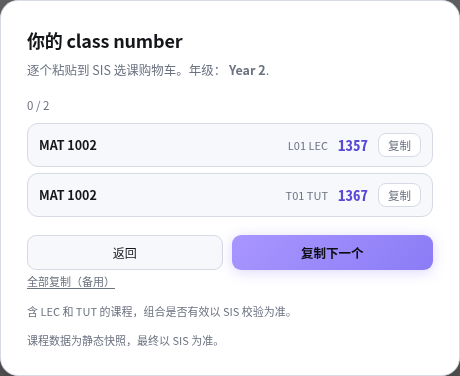 你的 class number
逐个粘贴到 SIS 选课购物车。年级： Year 2.
0 / 2
MAT 1002 L01 LEC 1357 复制
MAT 1002 T01 TUT 1367 复制
返回 复制下一个
全部复制（备用）
含 LEC 和 TUT 的课程，组合是否有效以 SIS 校验为准。
课程数据为静态快照，最终以 SIS 为准。